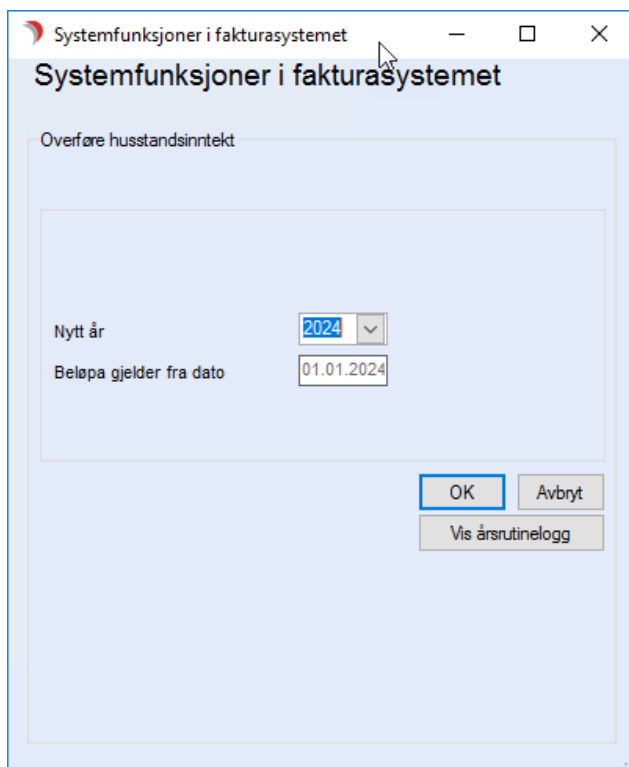 Systemfunksjoner i fakturasystemet
Systemfunksjoner i fakturasystemet
Overføre husstandsinntekt
Nytt år 2024
Beløpa gjelder fra dato 01.01.2024
OK Avbryt
Vis årsrutinelogg